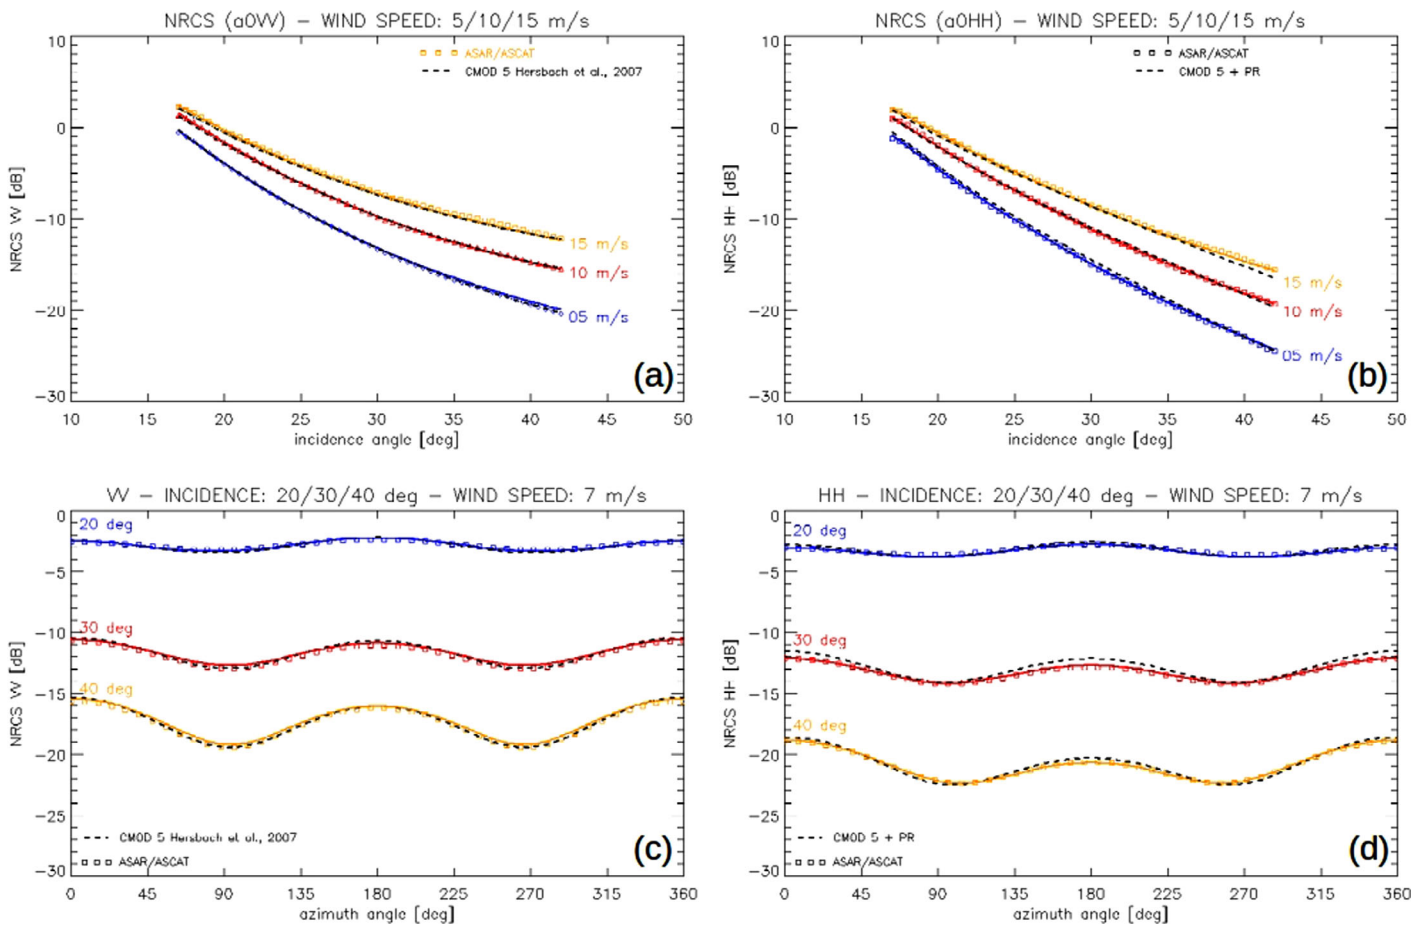 NRCS (a0VV) – WIND SPEED: 5/10/15 m/s
ASAR/ASCAT
CMOD 5 Hersbach et al., 2007
10
0
−10
−20
−30
NRCS VV [dB]
15 m/s
10 m/s
05 m/s
(a)
10 15 20 25 30 35 40 45 50
incidence angle [deg]
NRCS (a0HH) – WIND SPEED: 5/10/15 m/s
ASAR/ASCAT
CMOD 5 + PR
10
0
−10
−20
−30
NRCS HH [dB]
15 m/s
10 m/s
05 m/s
(b)
10 15 20 25 30 35 40 45 50
incidence angle [deg]
VV – INCIDENCE: 20/30/40 deg – WIND SPEED: 7 m/s
0
−5
−10
−15
−20
−25
−30
NRCS VV [dB]
20 deg
30 deg
40 deg
CMOD 5 Hersbach et al., 2007
ASAR/ASCAT
(c)
0 45 90 135 180 225 270 315 360
azimuth angle [deg]
HH – INCIDENCE: 20/30/40 deg – WIND SPEED: 7 m/s
0
−5
−10
−15
−20
−25
−30
NRCS HH [dB]
20 deg
30 deg
40 deg
CMOD 5 + PR
ASAR/ASCAT
(d)
0 45 90 135 180 225 270 315 360
azimuth angle [deg]